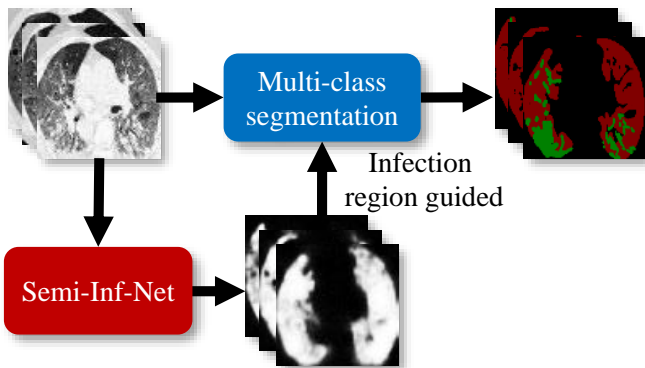 Multi-class
segmentation
Infection
region guided
Semi-Inf-Net